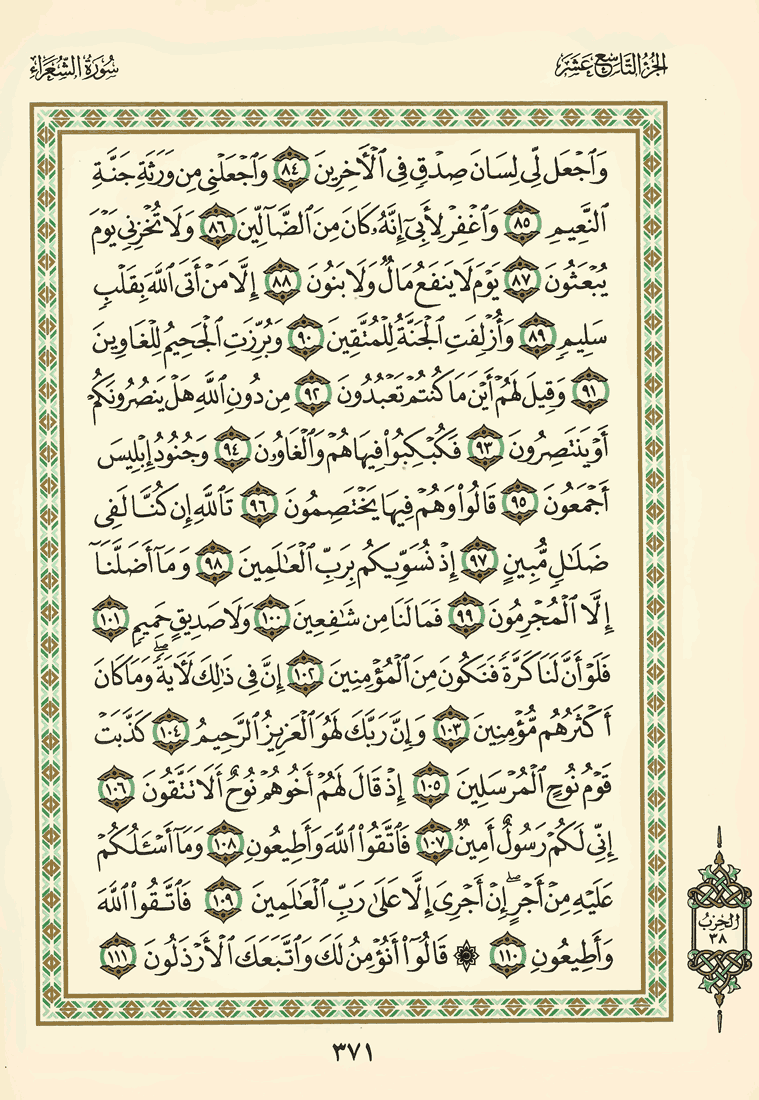 الجزء التاسع عشر
سورة الشعراء
وَٱجۡعَل لِّي لِسَانَ صِدۡقٖ فِي ٱلۡأٓخِرِينَ ٨٤ وَٱجۡعَلۡنِي مِن وَرَثَةِ جَنَّةِ
ٱلنَّعِيمِ ٨٥ وَٱغۡفِرۡ لِأَبِيٓ إِنَّهُۥ كَانَ مِنَ ٱلضَّآلِّينَ ٨٦ وَلَا تُخۡزِنِي يَوۡمَ
يُبۡعَثُونَ ٨٧ يَوۡمَ لَا يَنفَعُ مَالٞ وَلَا بَنُونَ ٨٨ إِلَّا مَنۡ أَتَى ٱللَّهَ بِقَلۡبٖ
سَلِيمٖ ٨٩ وَأُزۡلِفَتِ ٱلۡجَنَّةُ لِلۡمُتَّقِينَ ٩٠ وَبُرِّزَتِ ٱلۡجَحِيمُ لِلۡغَاوِينَ
٩١ وَقِيلَ لَهُمۡ أَيۡنَ مَا كُنتُمۡ تَعۡبُدُونَ ٩٢ مِن دُونِ ٱللَّهِ هَلۡ يَنصُرُونَكُمۡ
أَوۡ يَنتَصِرُونَ ٩٣ فَكُبۡكِبُواْ فِيهَا هُمۡ وَٱلۡغَاوُۥنَ ٩٤ وَجُنُودُ إِبۡلِيسَ
أَجۡمَعُونَ ٩٥ قَالُواْ وَهُمۡ فِيهَا يَخۡتَصِمُونَ ٩٦ تَٱللَّهِ إِن كُنَّا لَفِي
ضَلَٰلٖ مُّبِينٍ ٩٧ إِذۡ نُسَوِّيكُم بِرَبِّ ٱلۡعَٰلَمِينَ ٩٨ وَمَآ أَضَلَّنَآ
إِلَّا ٱلۡمُجۡرِمُونَ ٩٩ فَمَا لَنَا مِن شَٰفِعِينَ ١٠٠ وَلَا صَدِيقٍ حَمِيمٖ ١٠١
فَلَوۡ أَنَّ لَنَا كَرَّةٗ فَنَكُونَ مِنَ ٱلۡمُؤۡمِنِينَ ١٠٢ إِنَّ فِي ذَٰلِكَ لَأٓيَةٗۖ وَمَا كَانَ
أَكۡثَرُهُم مُّؤۡمِنِينَ ١٠٣ وَإِنَّ رَبَّكَ لَهُوَ ٱلۡعَزِيزُ ٱلرَّحِيمُ ١٠٤ كَذَّبَتۡ
قَوۡمُ نُوحٍ ٱلۡمُرۡسَلِينَ ١٠٥ إِذۡ قَالَ لَهُمۡ أَخُوهُمۡ نُوحٌ أَلَا تَتَّقُونَ ١٠٦
إِنِّي لَكُمۡ رَسُولٌ أَمِينٞ ١٠٧ فَٱتَّقُواْ ٱللَّهَ وَأَطِيعُونِ ١٠٨ وَمَآ أَسۡـَٔلُكُمۡ
عَلَيۡهِ مِنۡ أَجۡرٍۖ إِنۡ أَجۡرِيَ إِلَّا عَلَىٰ رَبِّ ٱلۡعَٰلَمِينَ ١٠٩ فَٱتَّقُواْ ٱللَّهَ
وَأَطِيعُونِ ١١٠ ۞ قَالُوٓاْ أَنُؤۡمِنُ لَكَ وَٱتَّبَعَكَ ٱلۡأَرۡذَلُونَ ١١١
الحزب
٣٨
٣٧١